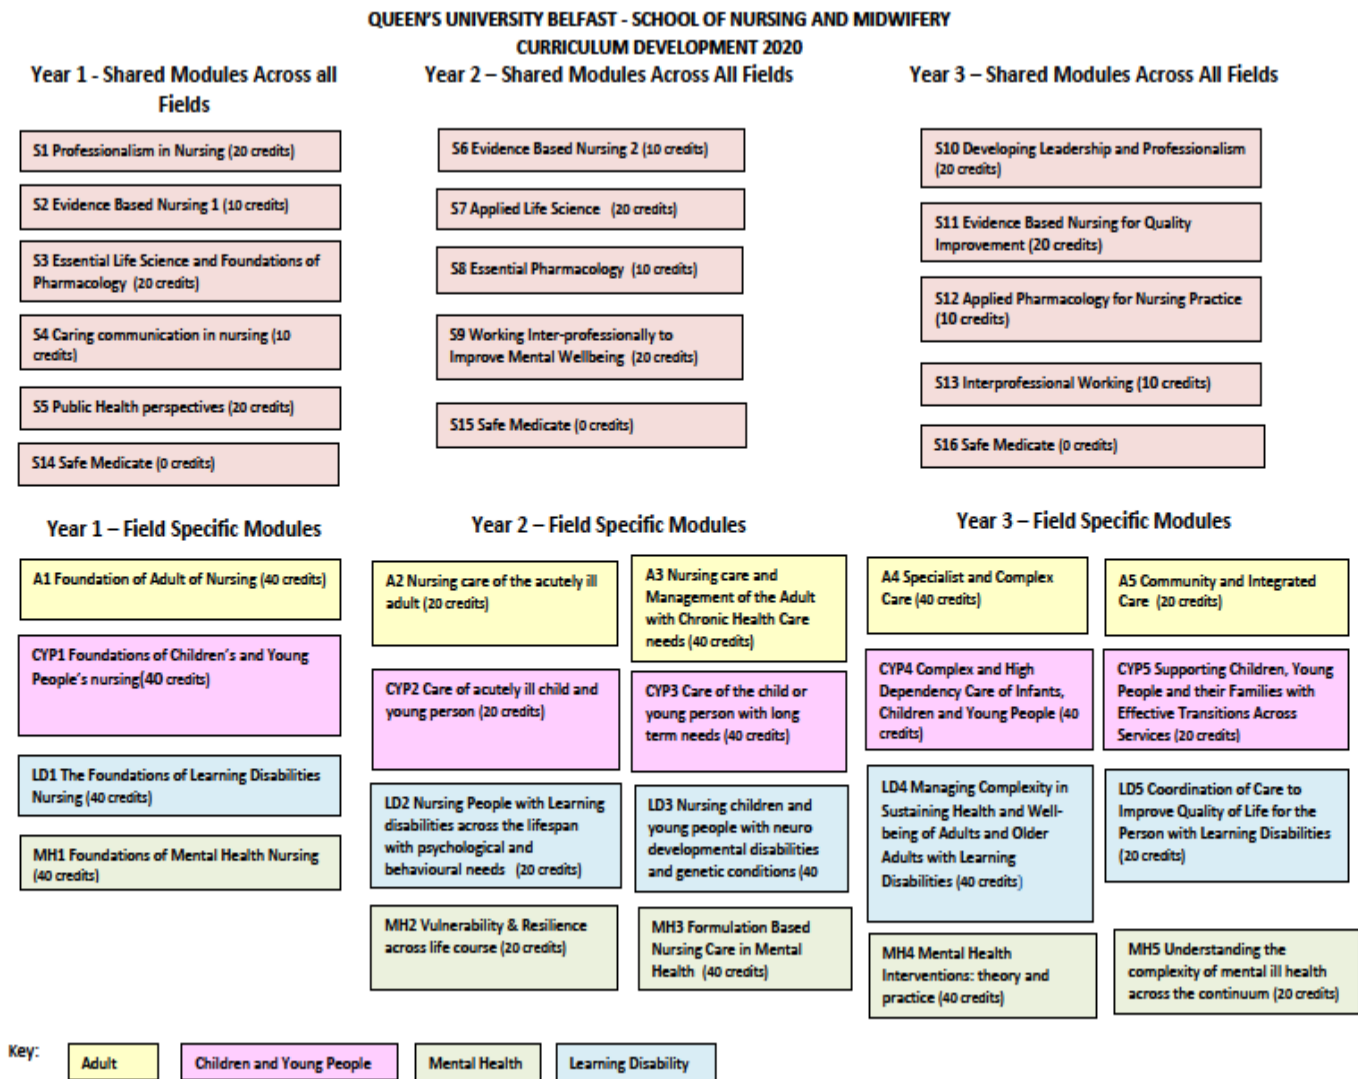 QUEEN'S UNIVERSITY BELFAST - SCHOOL OF NURSING AND MIDWIFERY
CURRICULUM DEVELOPMENT 2020
Year 1 - Shared Modules Across all
Fields
S1 Professionalism in Nursing (20 credits)
S2 Evidence Based Nursing 1 (10 credits)
S3 Essential Life Science and Foundations of
Pharmacology (20 credits)
S4 Caring communication in nursing (10
credits)
S5 Public Health perspectives (20 credits)
S14 Safe Medicate (0 credits)
Year 2 – Shared Modules Across All Fields
S6 Evidence Based Nursing 2 (10 credits)
S7 Applied Life Science (20 credits)
S8 Essential Pharmacology (10 credits)
S9 Working Inter-professionally to
Improve Mental Wellbeing (20 credits)
S15 Safe Medicate (0 credits)
Year 3 – Shared Modules Across All Fields
S10 Developing Leadership and Professionalism
(20 credits)
S11 Evidence Based Nursing for Quality
Improvement (20 credits)
S12 Applied Pharmacology for Nursing Practice
(10 credits)
S13 Interprofessional Working (10 credits)
S16 Safe Medicate (0 credits)
Year 1 – Field Specific Modules
A1 Foundation of Adult of Nursing (40 credits)
CYP1 Foundations of Children's and Young
People's nursing(40 credits)
LD1 The Foundations of Learning Disabilities
Nursing (40 credits)
MH1 Foundations of Mental Health Nursing
(40 credits)
Year 2 – Field Specific Modules
A2 Nursing care of the acutely ill
adult (20 credits)
A3 Nursing care and
Management of the Adult
with Chronic Health Care
needs (40 credits)
CYP2 Care of acutely ill child and
young person (20 credits)
CYP3 Care of the child or
young person with long
term needs (40 credits)
LD2 Nursing People with Learning
disabilities across the lifespan
with psychological and
behavioural needs (20 credits)
LD3 Nursing children and
young people with neuro
developmental disabilities
and genetic conditions (40
MH2 Vulnerability & Resilience
across life course (20 credits)
MH3 Formulation Based
Nursing Care in Mental
Health (40 credits)
Year 3 – Field Specific Modules
A4 Specialist and Complex
Care (40 credits)
A5 Community and Integrated
Care (20 credits)
CYP4 Complex and High
Dependency Care of Infants,
Children and Young People (40
credits)
CYP5 Supporting Children, Young
People and their Families with
Effective Transitions Across
Services (20 credits)
LD4 Managing Complexity in
Sustaining Health and Well-
being of Adults and Older
Adults with Learning
Disabilities (40 credits)
LD5 Coordination of Care to
Improve Quality of Life for the
Person with Learning Disabilities
(20 credits)
MH4 Mental Health
Interventions: theory and
practice (40 credits)
MH5 Understanding the
complexity of mental ill health
across the continuum (20 credits)
Key:
Adult
Children and Young People
Mental Health
Learning Disability